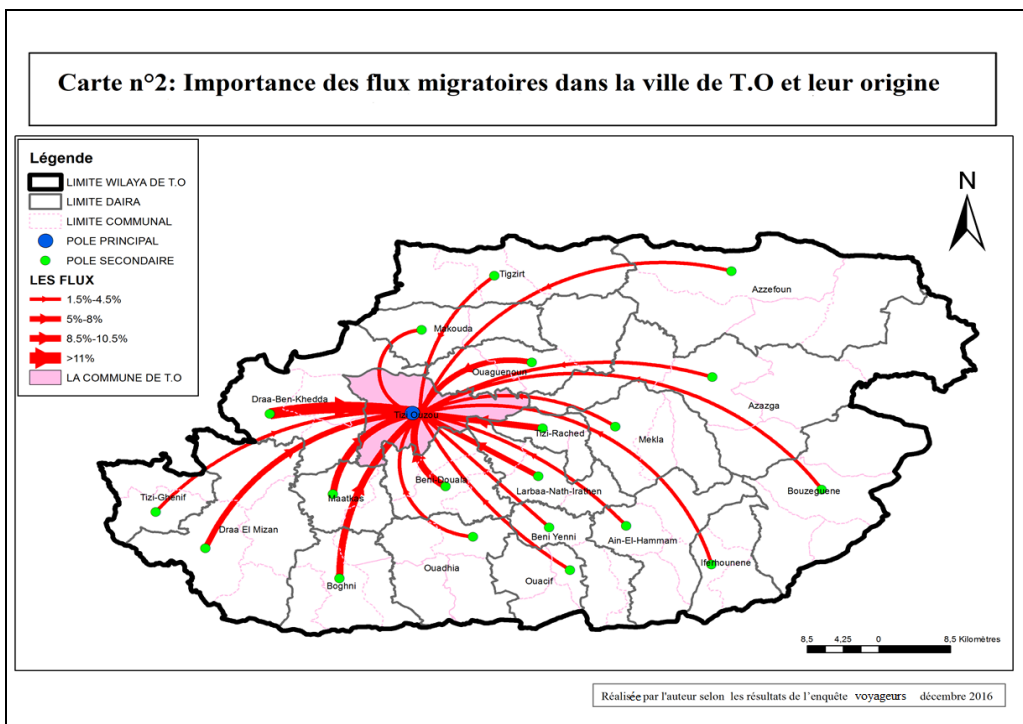 Carte n°2: Importance des flux migratoires dans la ville de T.O et leur origine
Légende
LIMITE WILAYA DE T.O
LIMITE DAIRA
LIMITE COMMUNAL
POLE PRINCIPAL
POLE SECONDAIRE
LES FLUX
1.5%-4.5%
5%-8%
8.5%-10.5%
>11%
LA COMMUNE DE T.O
N
Tigzirt
Azzefoun
Makouda
Ouaguenoun
Draa-Ben-Khedda
Azazga
Tizi Ouzou
Tizi-Rached
Mekla
Beni-Douala
Larbaa-Nath-Irathen
Bouzeguene
Tizi-Ghenif
Maatkas
Draa El Mizan
Beni Yenni
Ain-El-Hammam
Iferhounene
Ouadhia
Ouacif
Boghni
8,5 4,25 0 8,5 Kilomètres
Réalisée par l'auteur selon les résultats de l'enquête voyageurs décembre 2016